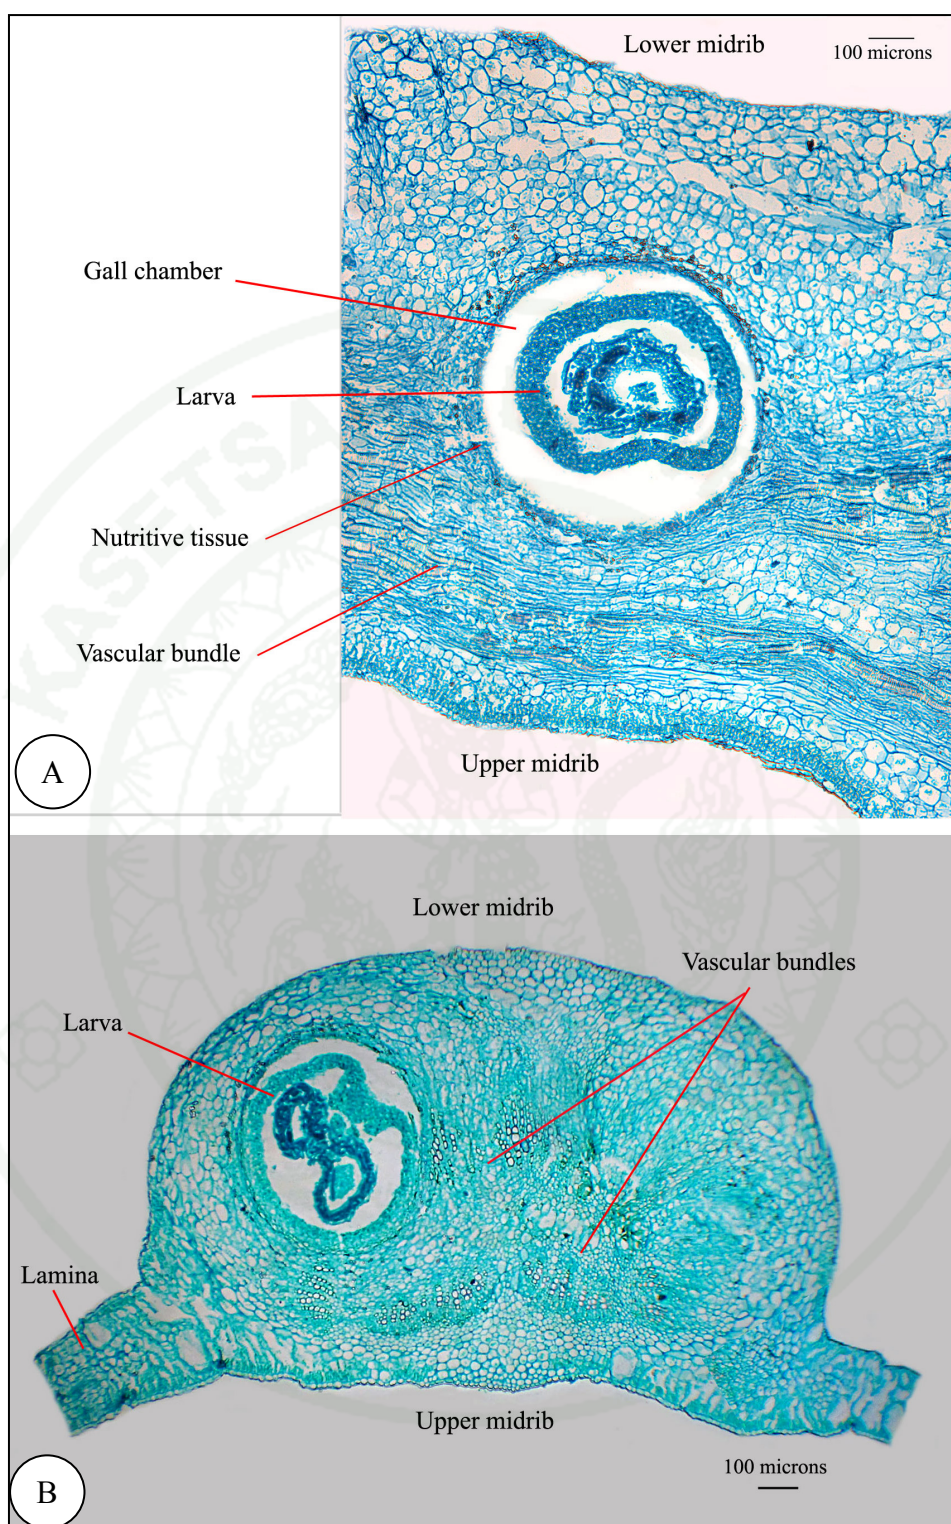 Lower midrib
100 microns
Gall chamber
Larva
Nutritive tissue
Vascular bundle
Upper midrib
A
KASETSA
Lower midrib
Vascular bundles
Larva
Lamina
Upper midrib
100 microns
B